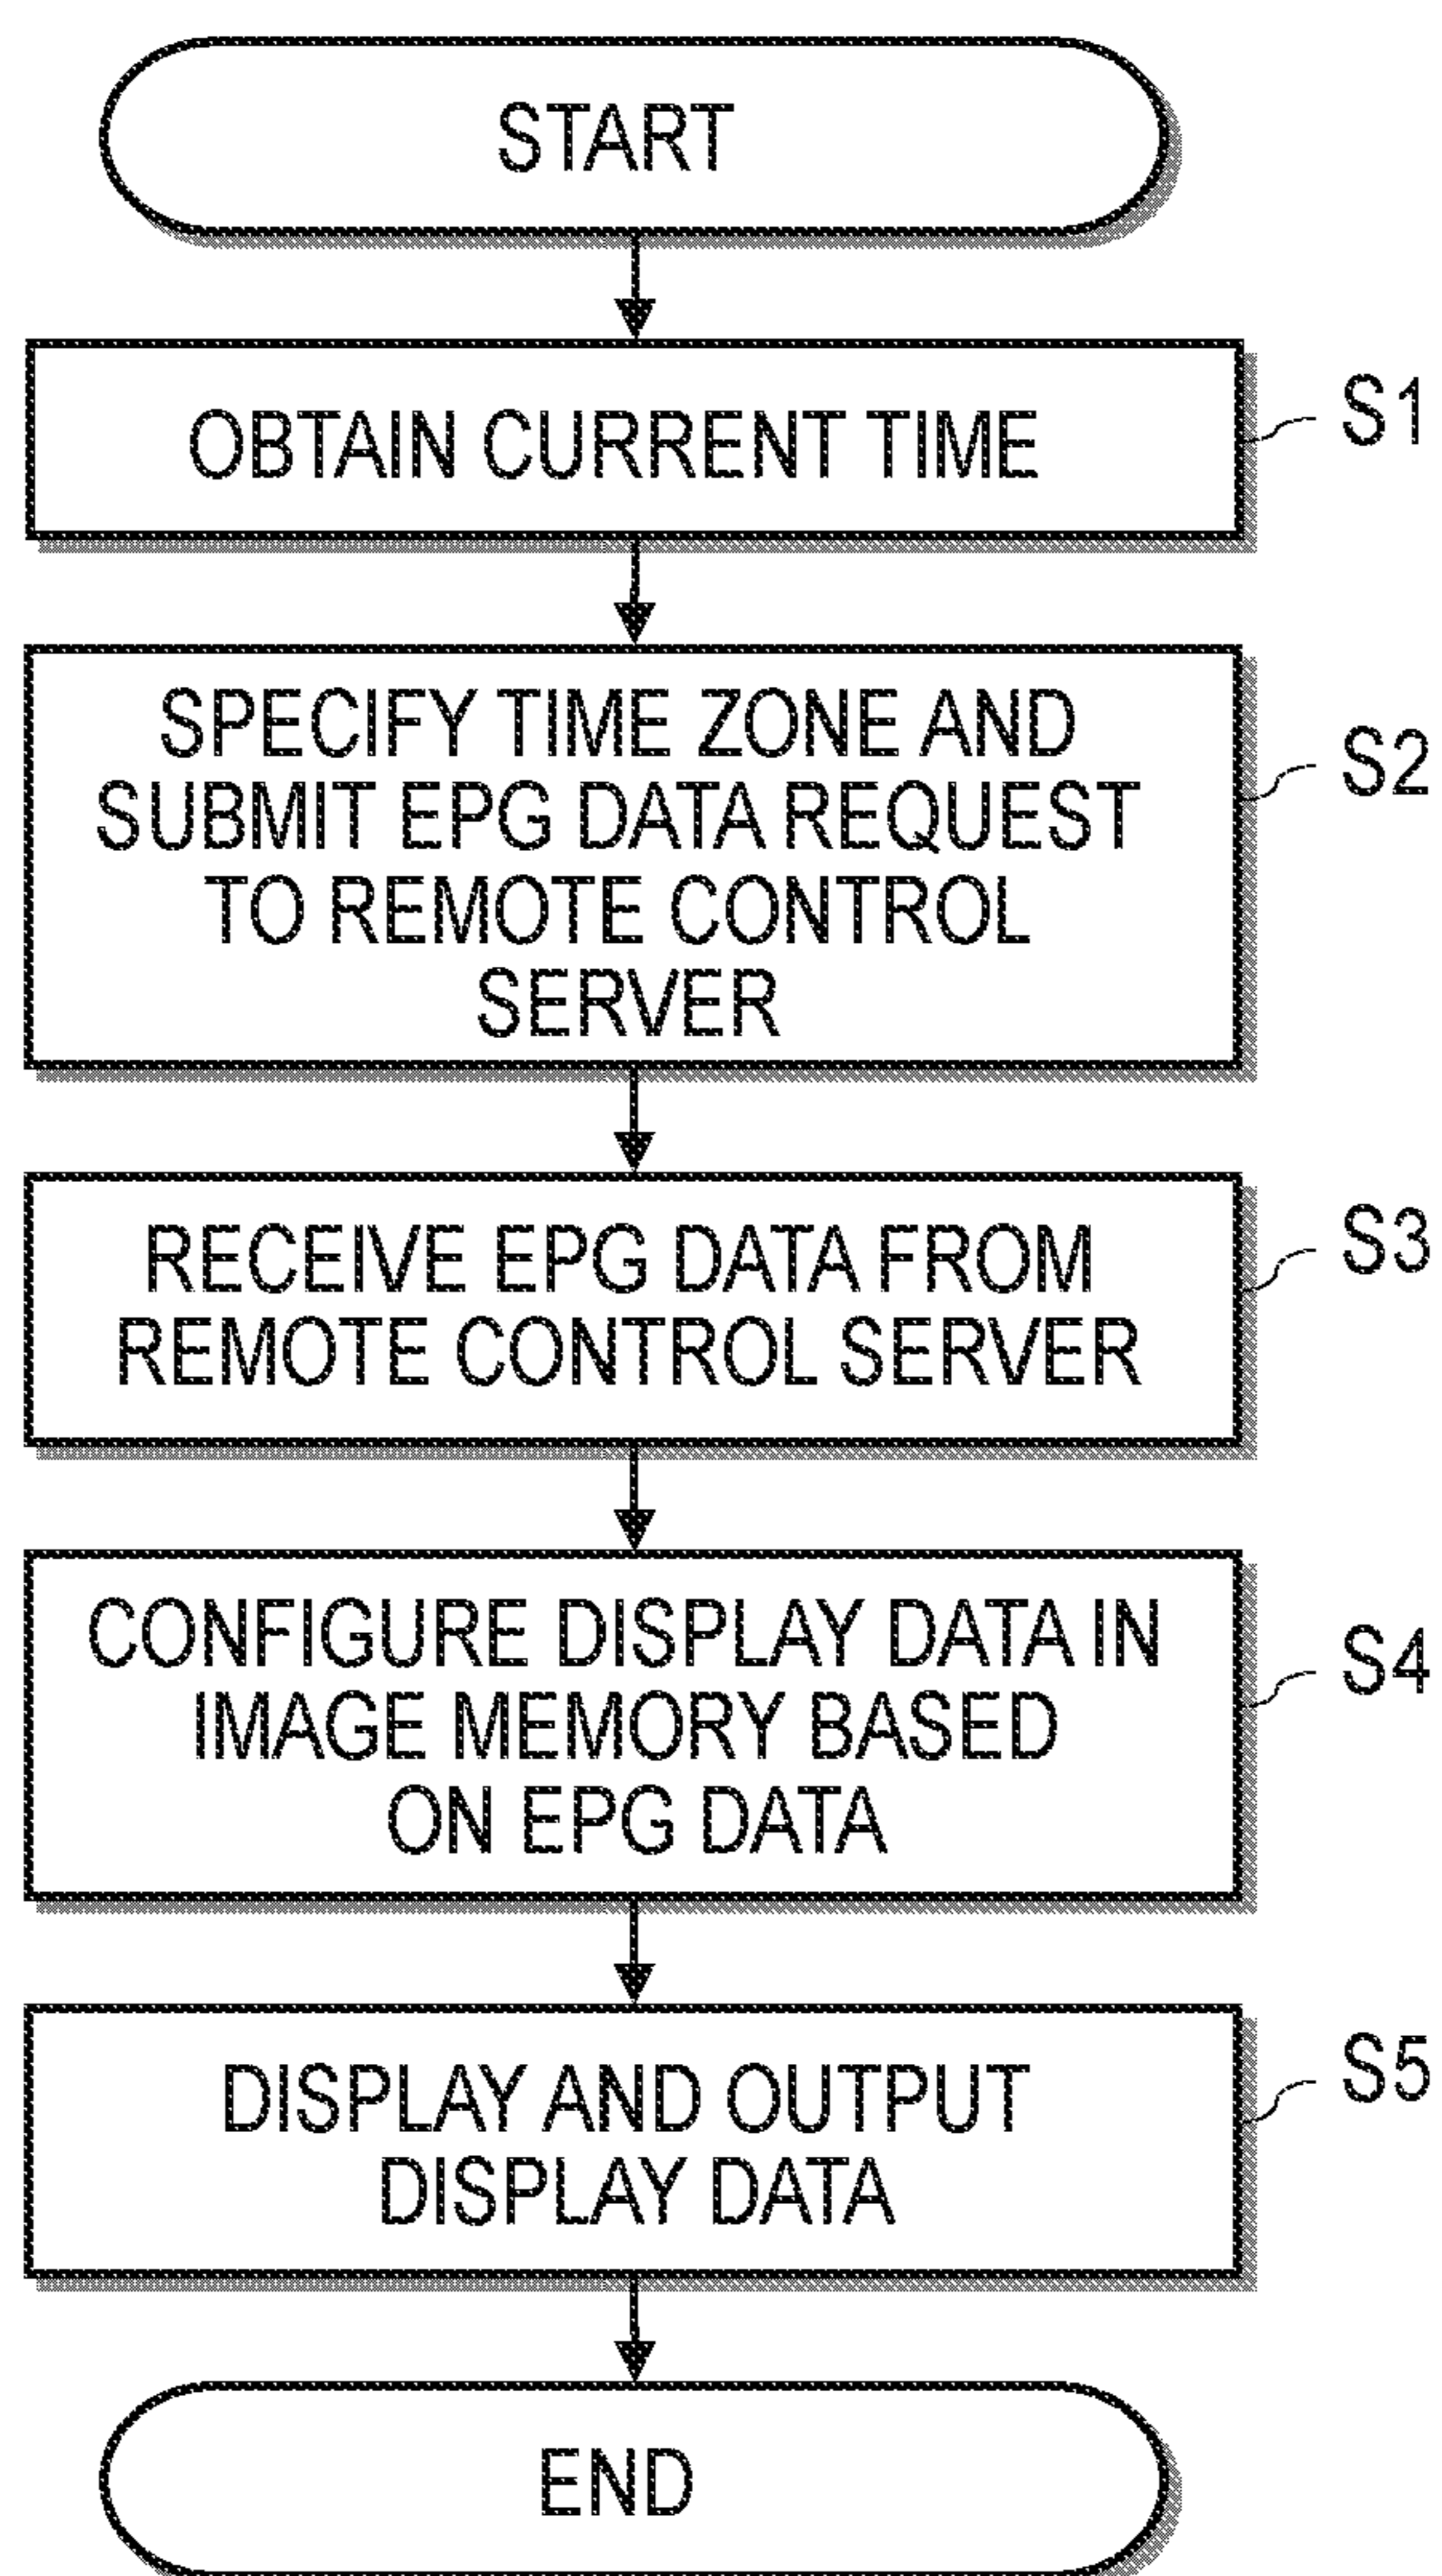 START
OBTAIN CURRENT TIME
S1
SPECIFY TIME ZONE AND
SUBMIT EPG DATA REQUEST
TO REMOTE CONTROL
SERVER
S2
RECEIVE EPG DATA FROM
REMOTE CONTROL SERVER
S3
CONFIGURE DISPLAY DATA IN
IMAGE MEMORY BASED
ON EPG DATA
S4
DISPLAY AND OUTPUT
DISPLAY DATA
S5
END